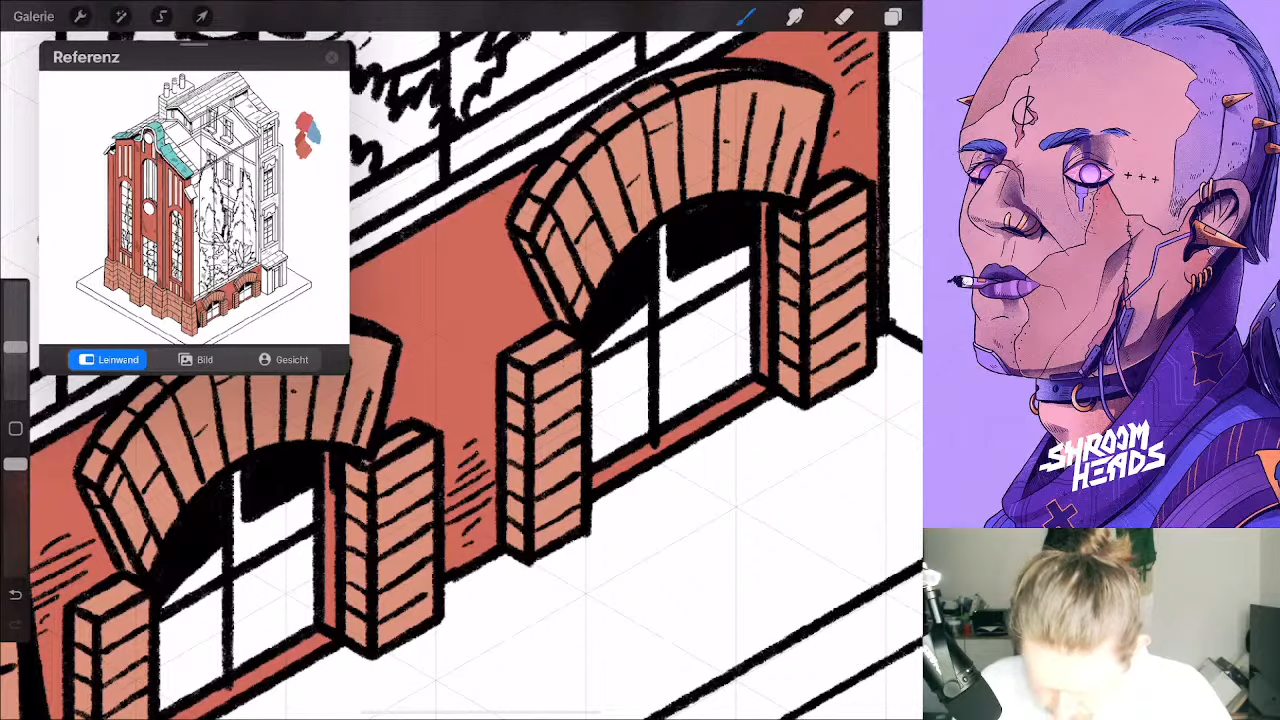 Galerie
Referenz
Leinwand
Bild
Gesicht
SHROOM
HEADS